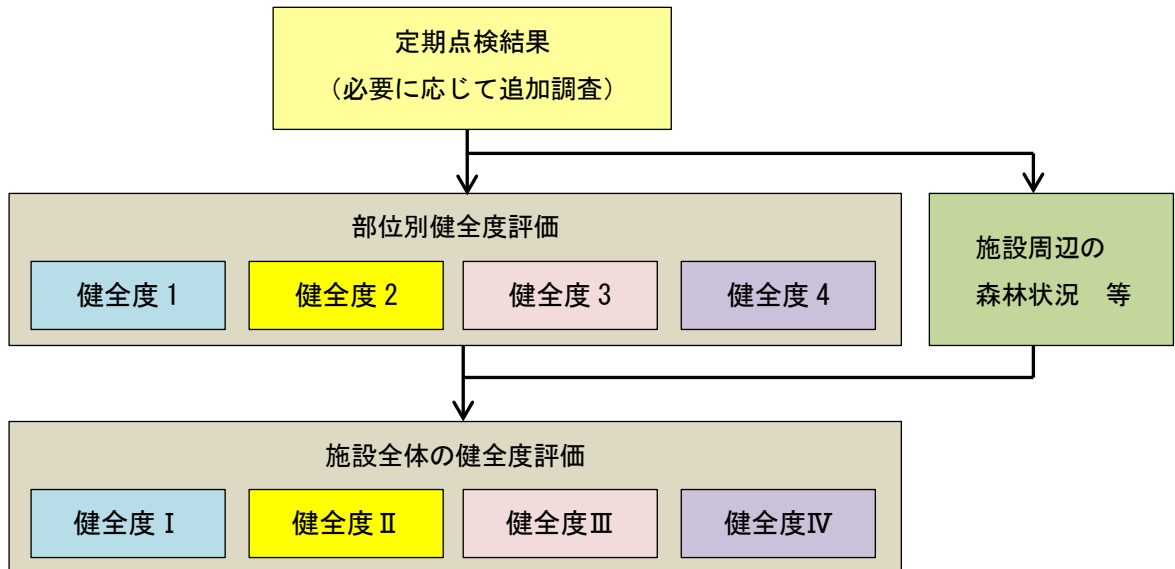 定期点検結果
（必要に応じて追加調査）
部位別健全度評価
健全度 1
健全度 2
健全度 3
健全度 4
施設周辺の
森林状況　等
施設全体の健全度評価
健全度 Ⅰ
健全度 Ⅱ
健全度Ⅲ
健全度Ⅳ